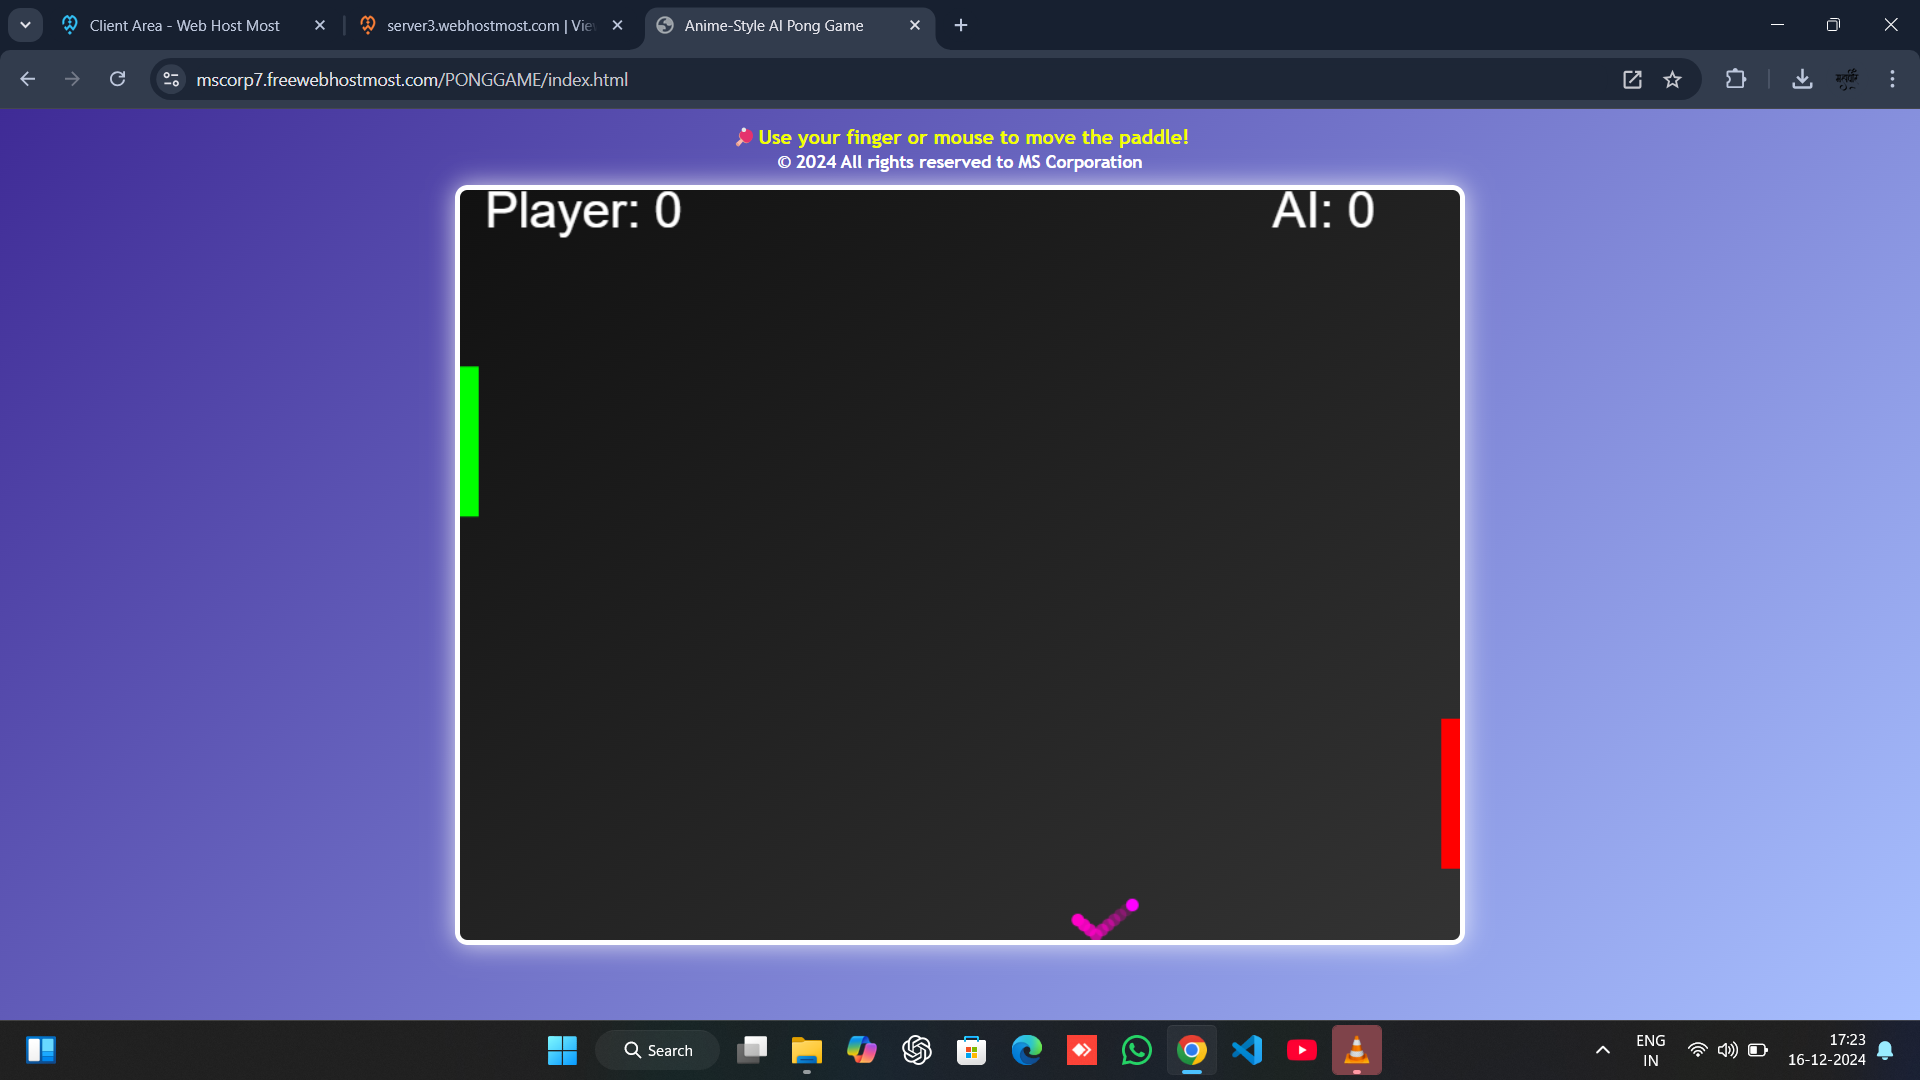 Client Area - Web Host Most
server3.webhostmost.com | Vie
Anime-Style AI Pong Game
mscorp7.freewebhostmost.com/PONGGAME/index.html
Use your finger or mouse to move the paddle!
© 2024 All rights reserved to MS Corporation
Player: 0
AI: 0
Search
ENG
IN
17:23
16-12-2024